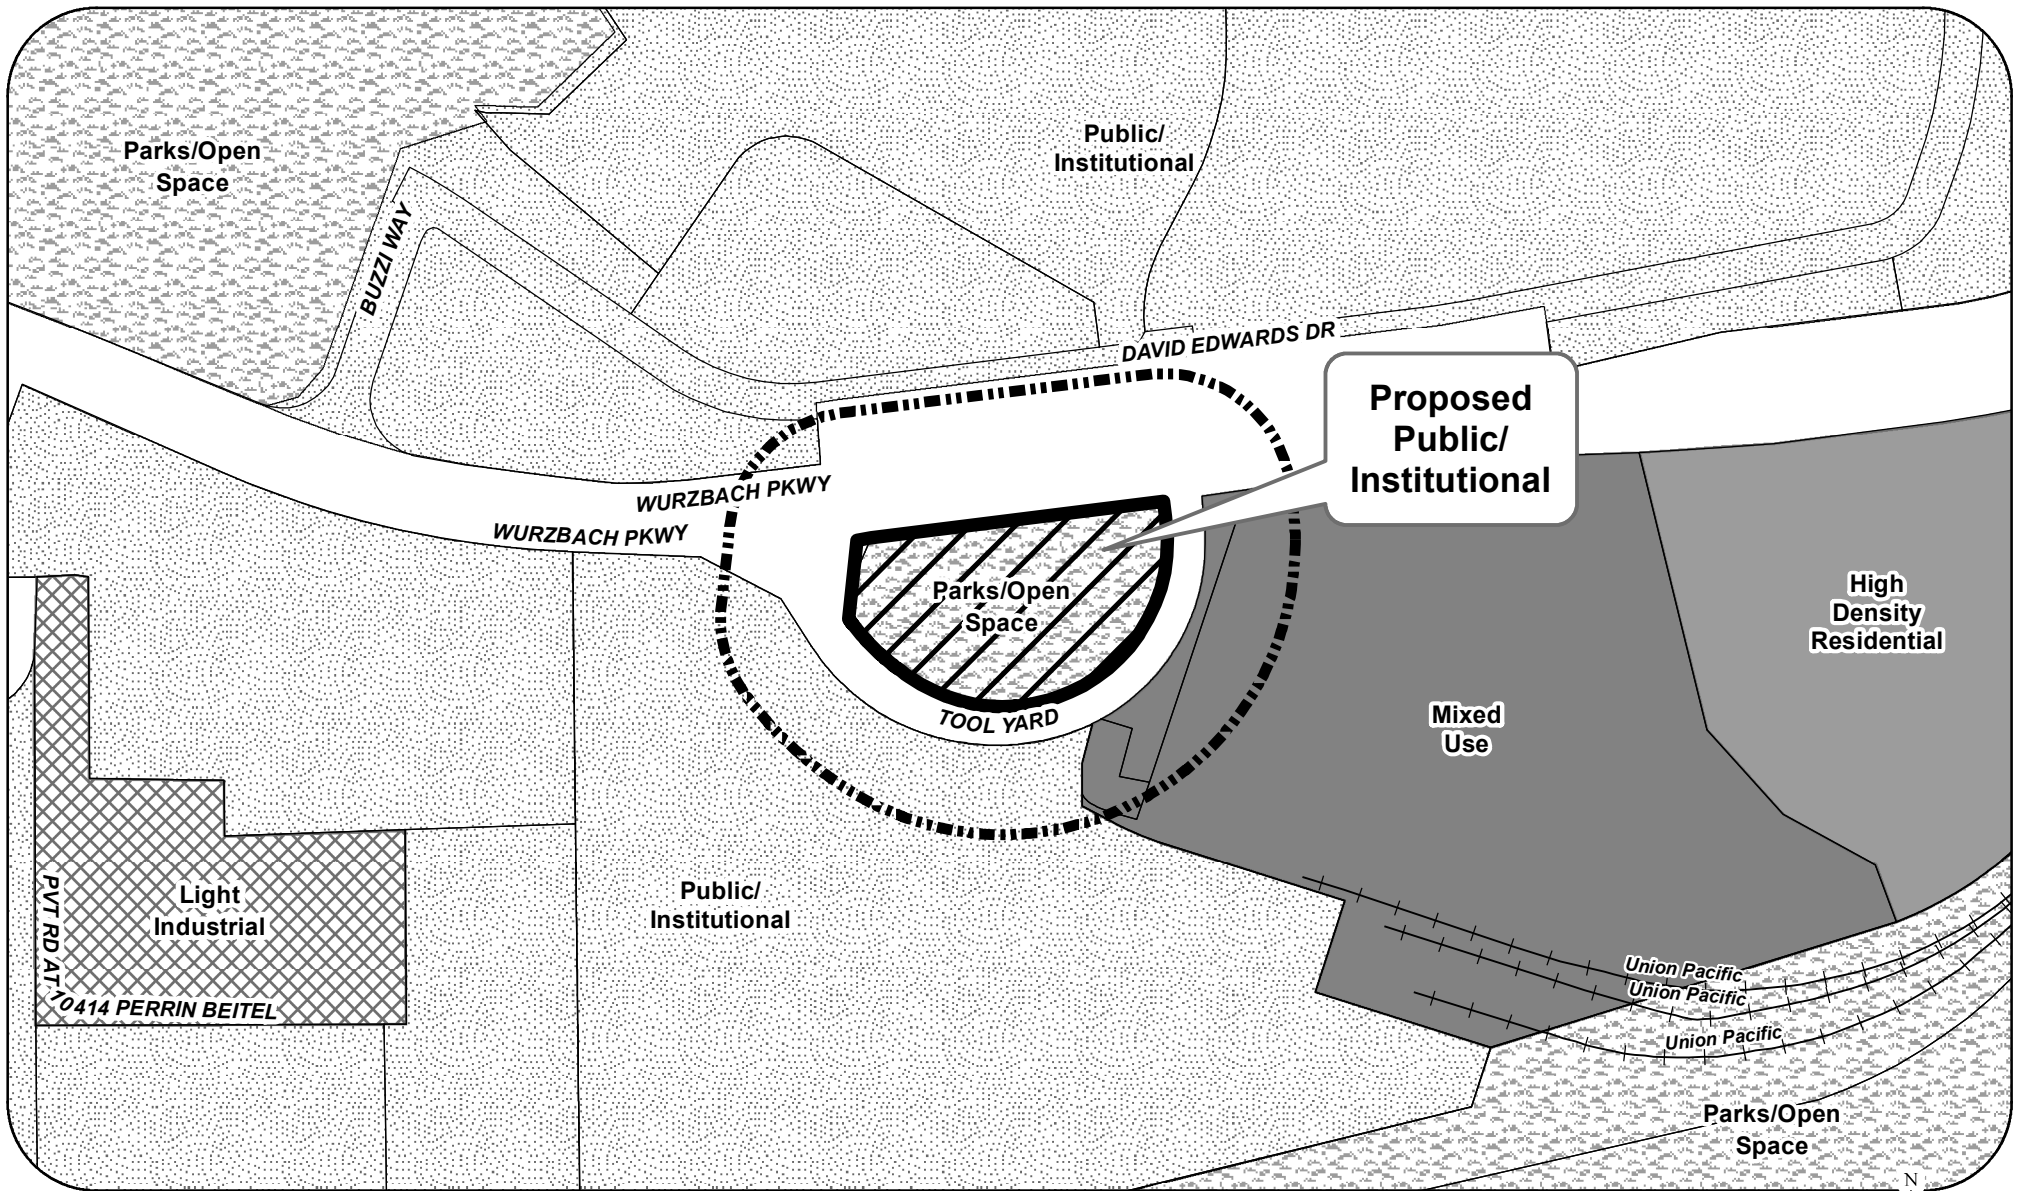 Parks/Open
Space
Public/
Institutional
BUZZI WAY
DAVID EDWARDS DR
Proposed
Public/
Institutional
WURZBACH PKWY
WURZBACH PKWY
Parks/Open
Space
High
Density
Residential
TOOL YARD
Mixed
Use
Light
Industrial
Public/
Institutional
PVT RD AT
10414 PERRIN BEITEL
Union Pacific
Union Pacific
Union Pacific
Parks/Open
Space
N